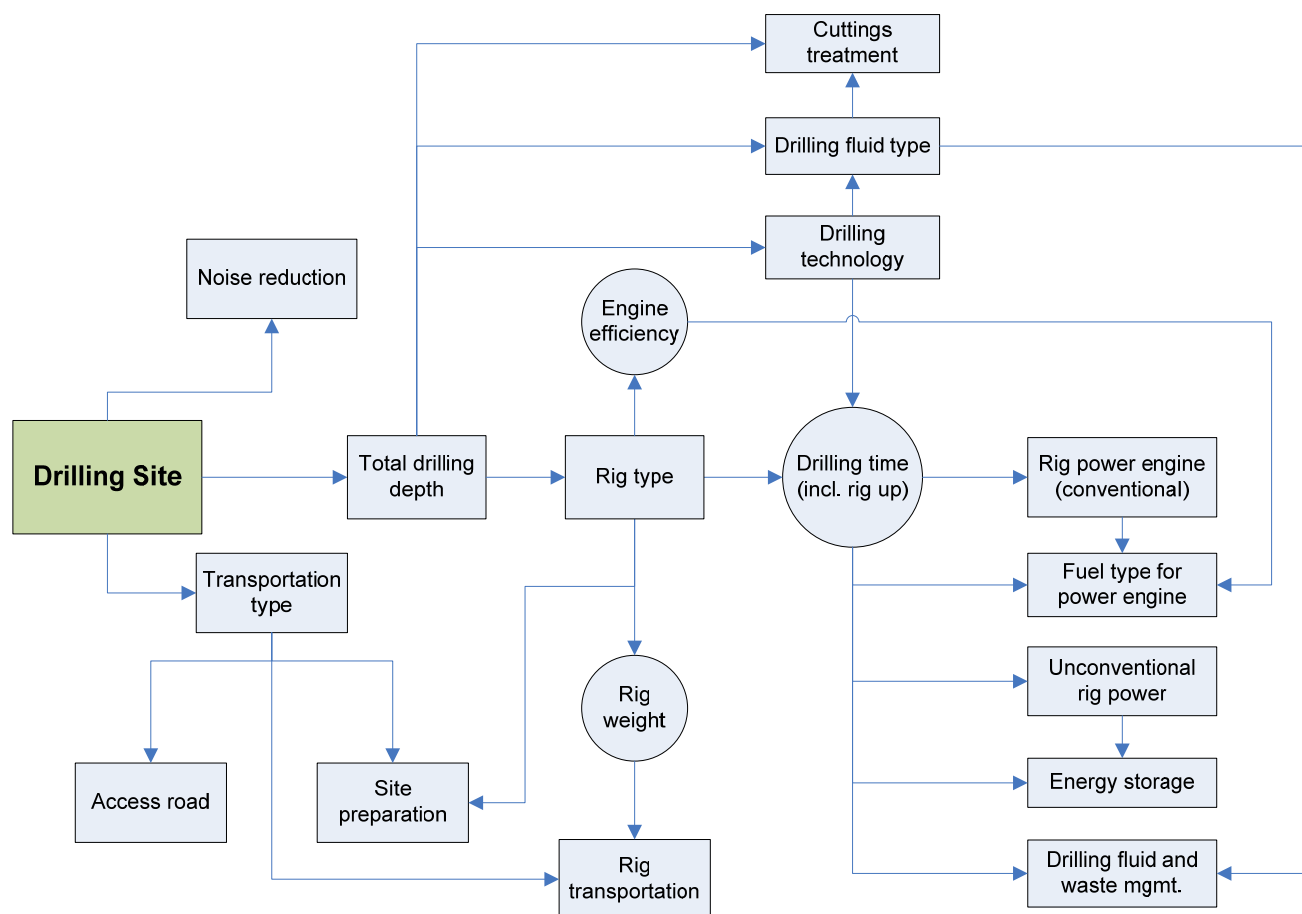 Cuttings
treatment
Drilling fluid type
Drilling
technology
Noise reduction
Engine
efficiency
Drilling Site
Total drilling
depth
Rig type
Drilling time
(incl. rig up)
Rig power engine
(conventional)
Fuel type for
power engine
Transportation
type
Unconventional
rig power
Rig
weight
Energy storage
Access road
Site
preparation
Rig
transportation
Drilling fluid and
waste mgmt.